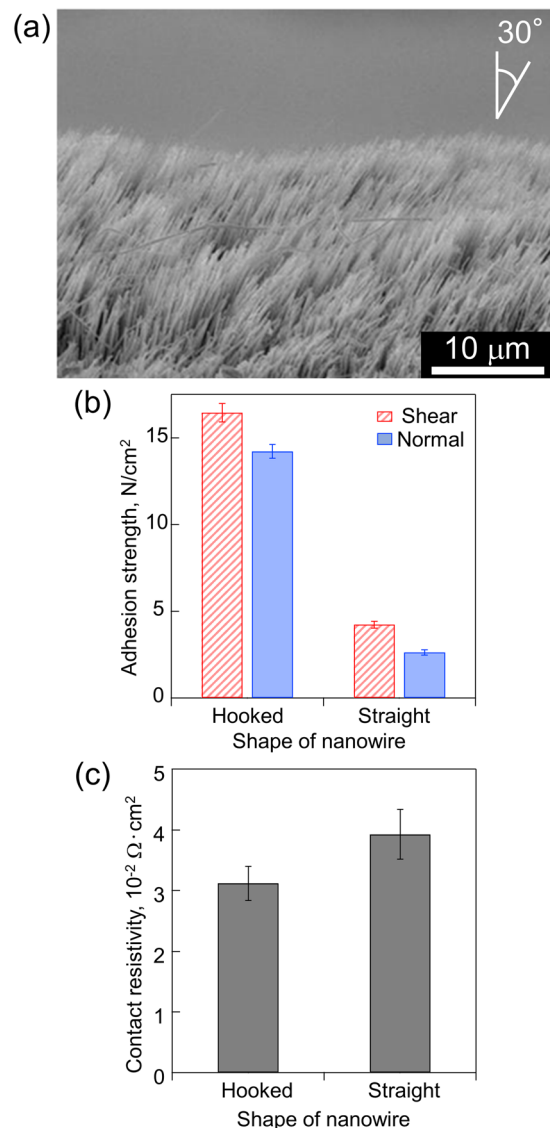 (a)
30°
10 μm
(b)
Shear
Normal
15
10
5
0
Adhesion strength, N/cm²
Hooked Straight
Shape of nanowire
(c)
5
4
3
2
1
0
Contact resistivity, 10⁻² Ω·cm²
Hooked Straight
Shape of nanowire